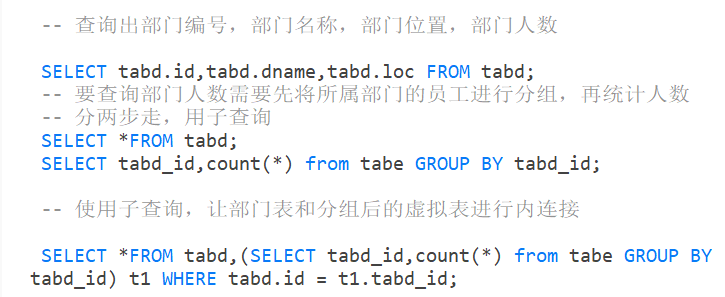 -- 查询出部门编号，部门名称，部门位置，部门人数
SELECT tabd.id,tabd.dname,tabd.loc FROM tabd;
-- 要查询部门人数需要先将所属部门的员工进行分组，再统计人数
-- 分两步走，用子查询
SELECT *FROM tabd;
SELECT tabd_id,count(*) from tabe GROUP BY tabd_id;
-- 使用子查询，让部门表和分组后的虚拟表进行内连接
SELECT *FROM tabd,(SELECT tabd_id,count(*) from tabe GROUP BY
tabd_id) t1 WHERE tabd.id = t1.tabd_id;